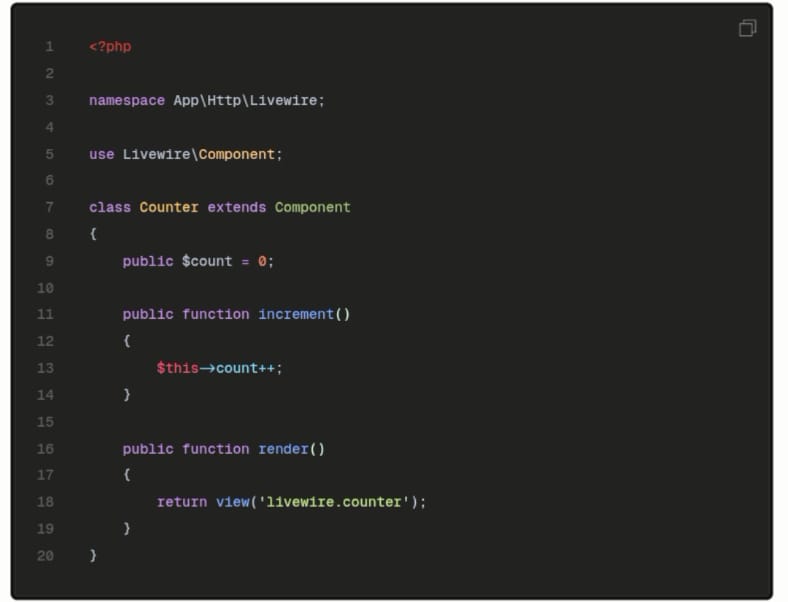 1 <?php
2
3 namespace App\Http\Livewire;
4
5 use Livewire\Component;
6
7 class Counter extends Component
8 {
9     public $count = 0;
10
11     public function increment()
12     {
13         $this->count++;
14     }
15
16     public function render()
17     {
18         return view('livewire.counter');
19     }
20 }